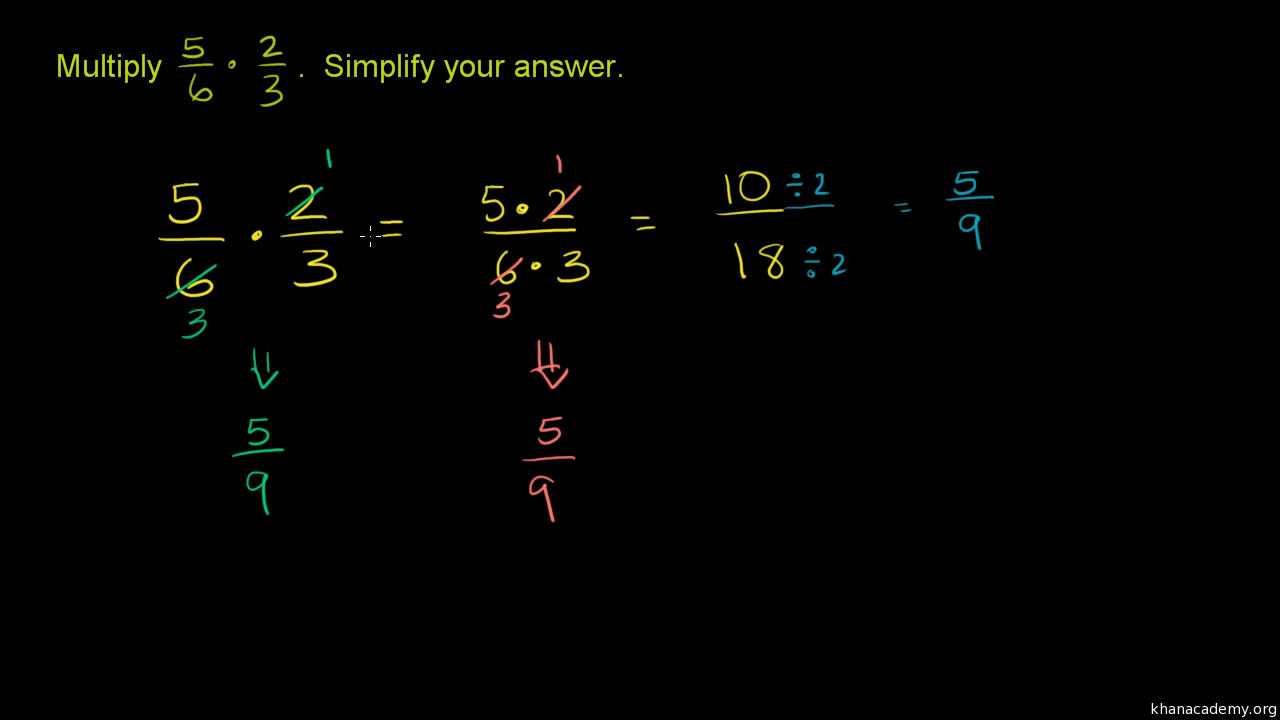 Multiply 5/6 · 2/3 . Simplify your answer.
1 1
5/6 · 2/3 = 5 · 2/6 · 3 = 10 ÷ 2/18 ÷ 2 = 5/9
3 3
⇓ ⇓
5/9 5/9
khanacademy.org